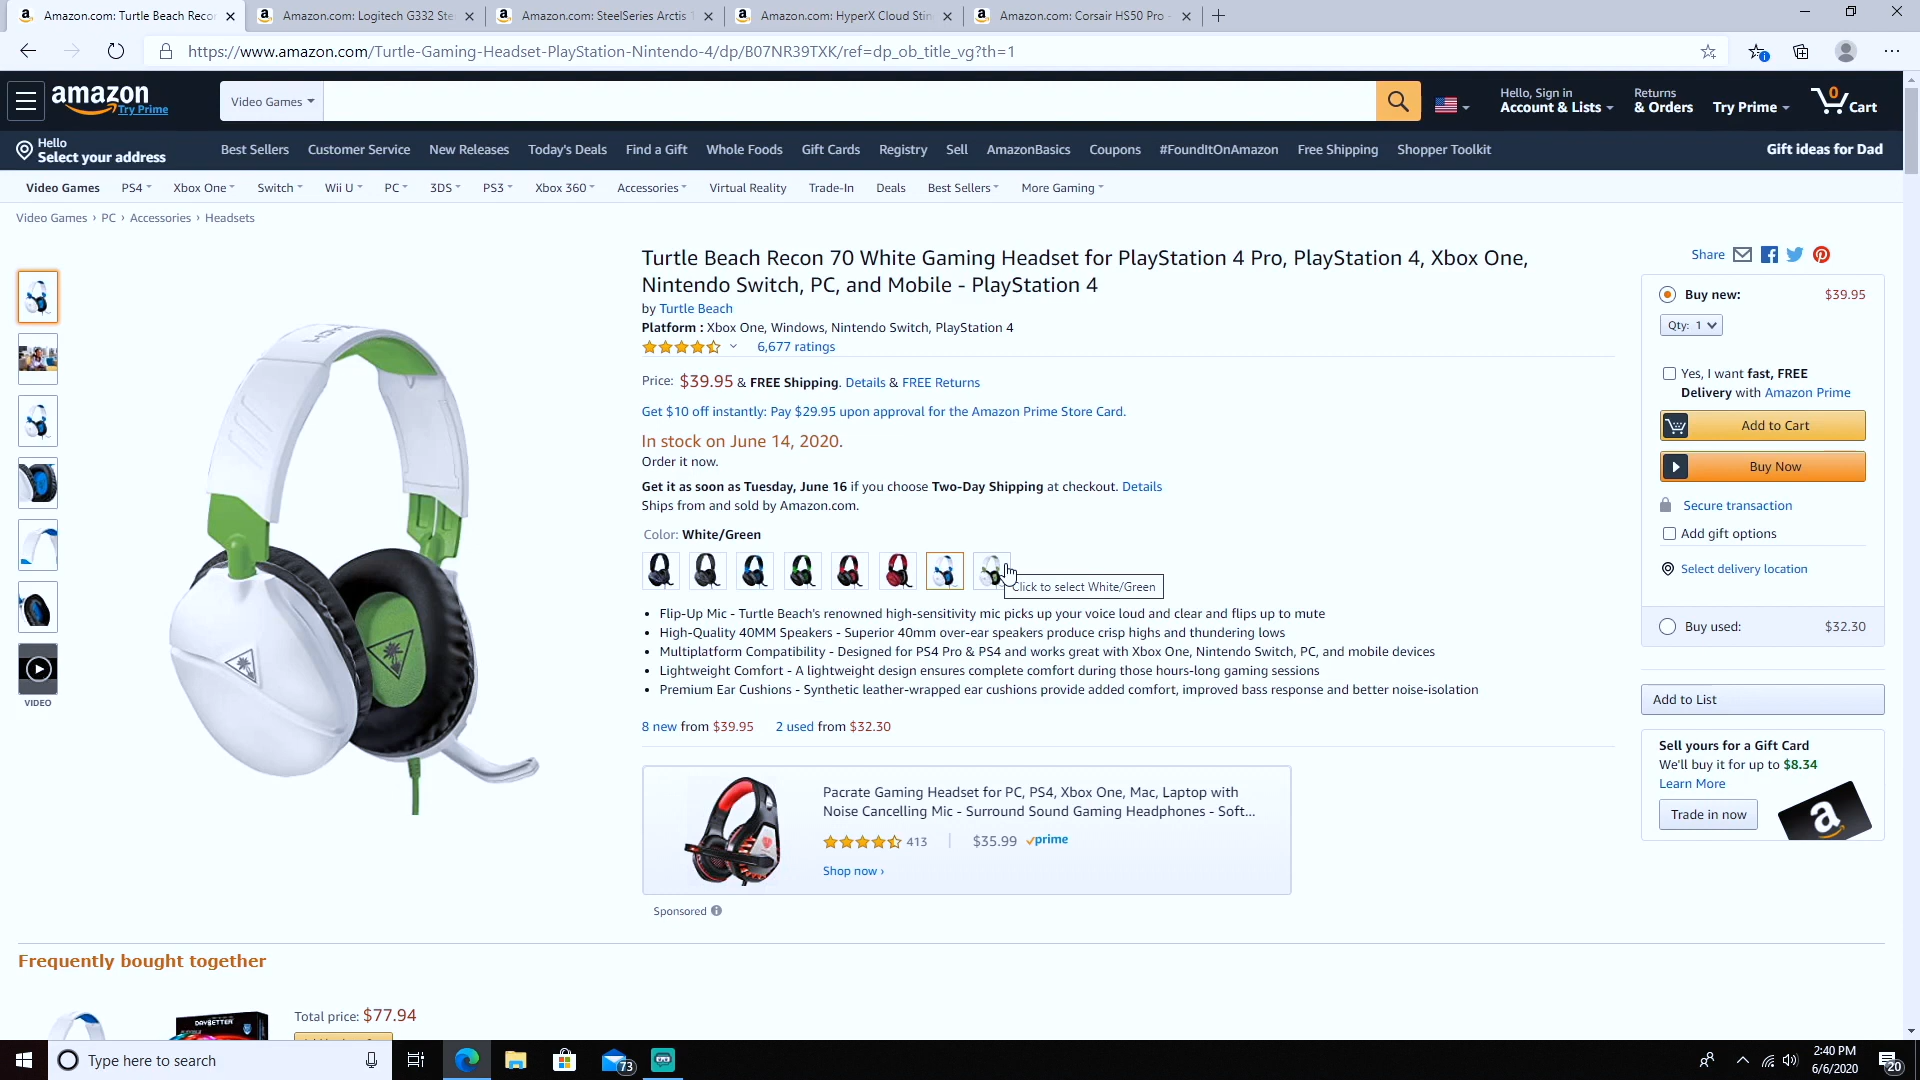 Amazon.com: Turtle Beach Recor
Amazon.com: Logitech G332 Ste
Amazon.com: SteelSeries Arctis 1
Amazon.com: HyperX Cloud Stin
Amazon.com: Corsair HS50 Pro -
https://www.amazon.com/Turtle-Gaming-Headset-PlayStation-Nintendo-4/dp/B07NR39TXK/ref=dp_ob_title_vg?th=1
amazon
Try Prime
Video Games
Hello, Sign in
Account & Lists
Returns
& Orders
Try Prime
0
Cart
Hello
Select your address
Best Sellers Customer Service New Releases Today's Deals Find a Gift Whole Foods Gift Cards Registry Sell AmazonBasics Coupons #FoundItOnAmazon Free Shipping Shopper Toolkit
Gift ideas for Dad
Video Games PS4 Xbox One Switch Wii U PC 3DS PS3 Xbox 360 Accessories Virtual Reality Trade-In Deals Best Sellers More Gaming
Video Games › PC › Accessories › Headsets
VIDEO
Turtle Beach Recon 70 White Gaming Headset for PlayStation 4 Pro, PlayStation 4, Xbox One,
Nintendo Switch, PC, and Mobile - PlayStation 4
by Turtle Beach
Platform : Xbox One, Windows, Nintendo Switch, PlayStation 4
6,677 ratings
Price: $39.95 & FREE Shipping. Details & FREE Returns
Get $10 off instantly: Pay $29.95 upon approval for the Amazon Prime Store Card.
In stock on June 14, 2020.
Order it now.
Get it as soon as Tuesday, June 16 if you choose Two-Day Shipping at checkout. Details
Ships from and sold by Amazon.com.
Color: White/Green
Click to select White/Green
• Flip-Up Mic - Turtle Beach's renowned high-sensitivity mic picks up your voice loud and clear and flips up to mute
• High-Quality 40MM Speakers - Superior 40mm over-ear speakers produce crisp highs and thundering lows
• Multiplatform Compatibility - Designed for PS4 Pro & PS4 and works great with Xbox One, Nintendo Switch, PC, and mobile devices
• Lightweight Comfort - A lightweight design ensures complete comfort during those hours-long gaming sessions
• Premium Ear Cushions - Synthetic leather-wrapped ear cushions provide added comfort, improved bass response and better noise-isolation
8 new from $39.95 2 used from $32.30
Pacrate Gaming Headset for PC, PS4, Xbox One, Mac, Laptop with
Noise Cancelling Mic - Surround Sound Gaming Headphones - Soft...
413
$35.99 prime
Shop now ›
Sponsored
Share
Buy new: $39.95
Qty: 1
Yes, I want fast, FREE
Delivery with Amazon Prime
Add to Cart
Buy Now
Secure transaction
Add gift options
Select delivery location
Buy used: $32.30
Add to List
Sell yours for a Gift Card
We'll buy it for up to $8.34
Learn More
Trade in now
a
Frequently bought together
DAYBETTER
Total price: $77.94
Type here to search
73
2:40 PM
6/6/2020
20